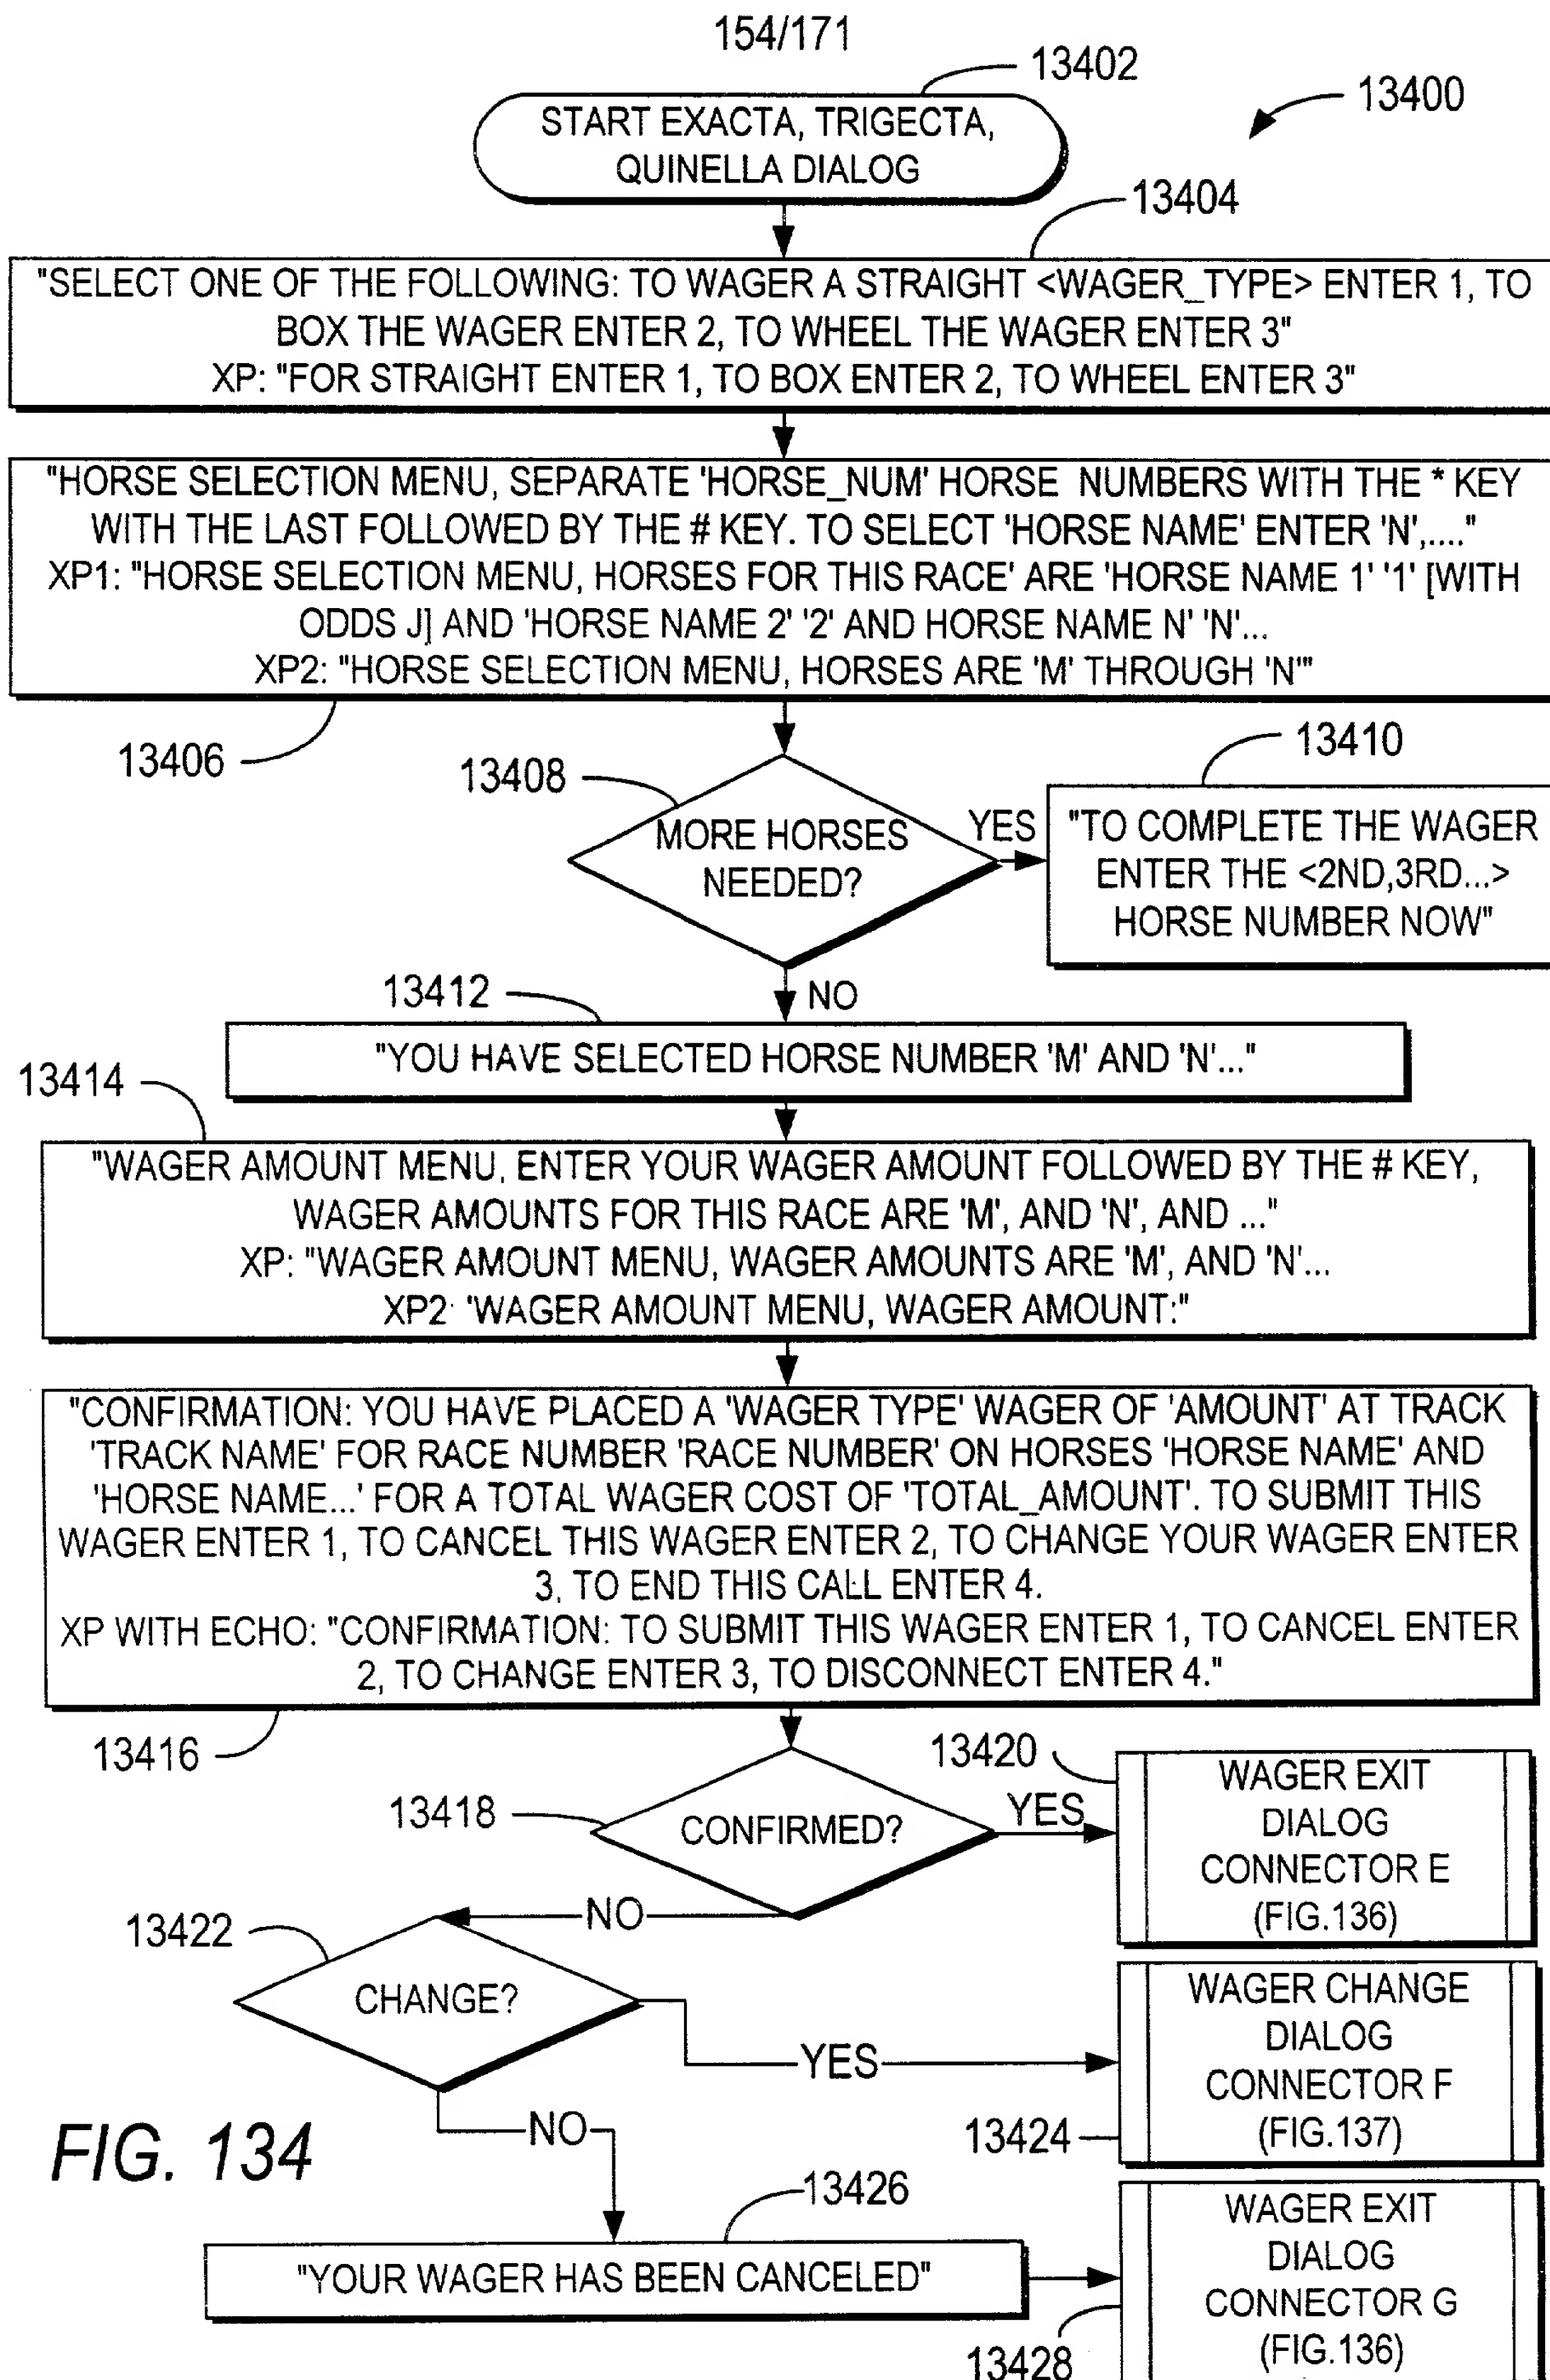 154/171
13402
13400
START EXACTA, TRIGECTA,
QUINELLA DIALOG
13404
"SELECT ONE OF THE FOLLOWING: TO WAGER A STRAIGHT <WAGER_TYPE> ENTER 1, TO
BOX THE WAGER ENTER 2, TO WHEEL THE WAGER ENTER 3"
XP: "FOR STRAIGHT ENTER 1, TO BOX ENTER 2, TO WHEEL ENTER 3"
"HORSE SELECTION MENU, SEPARATE 'HORSE_NUM' HORSE NUMBERS WITH THE * KEY
WITH THE LAST FOLLOWED BY THE # KEY. TO SELECT 'HORSE NAME' ENTER 'N',...."
XP1: "HORSE SELECTION MENU, HORSES FOR THIS RACE' ARE 'HORSE NAME 1' '1' [WITH
ODDS J] AND 'HORSE NAME 2' '2' AND HORSE NAME N' 'N'...
XP2: "HORSE SELECTION MENU, HORSES ARE 'M' THROUGH 'N'"
13406
13408
13410
MORE HORSES
NEEDED?
YES
"TO COMPLETE THE WAGER
ENTER THE <2ND,3RD...>
HORSE NUMBER NOW"
NO
13412
"YOU HAVE SELECTED HORSE NUMBER 'M' AND 'N'..."
13414
"WAGER AMOUNT MENU, ENTER YOUR WAGER AMOUNT FOLLOWED BY THE # KEY,
WAGER AMOUNTS FOR THIS RACE ARE 'M', AND 'N', AND ..."
XP: "WAGER AMOUNT MENU, WAGER AMOUNTS ARE 'M', AND 'N'...
XP2: 'WAGER AMOUNT MENU, WAGER AMOUNT:"
"CONFIRMATION: YOU HAVE PLACED A 'WAGER TYPE' WAGER OF 'AMOUNT' AT TRACK
'TRACK NAME' FOR RACE NUMBER 'RACE NUMBER' ON HORSES 'HORSE NAME' AND
'HORSE NAME...' FOR A TOTAL WAGER COST OF 'TOTAL_AMOUNT'. TO SUBMIT THIS
WAGER ENTER 1, TO CANCEL THIS WAGER ENTER 2, TO CHANGE YOUR WAGER ENTER
3, TO END THIS CALL ENTER 4.
XP WITH ECHO: "CONFIRMATION: TO SUBMIT THIS WAGER ENTER 1, TO CANCEL ENTER
2, TO CHANGE ENTER 3, TO DISCONNECT ENTER 4."
13416
13418
CONFIRMED?
YES
13420
WAGER EXIT
DIALOG
CONNECTOR E
(FIG.136)
NO
13422
CHANGE?
YES
WAGER CHANGE
DIALOG
CONNECTOR F
(FIG.137)
13424
NO
FIG. 134
13426
"YOUR WAGER HAS BEEN CANCELED"
WAGER EXIT
DIALOG
CONNECTOR G
(FIG.136)
13428